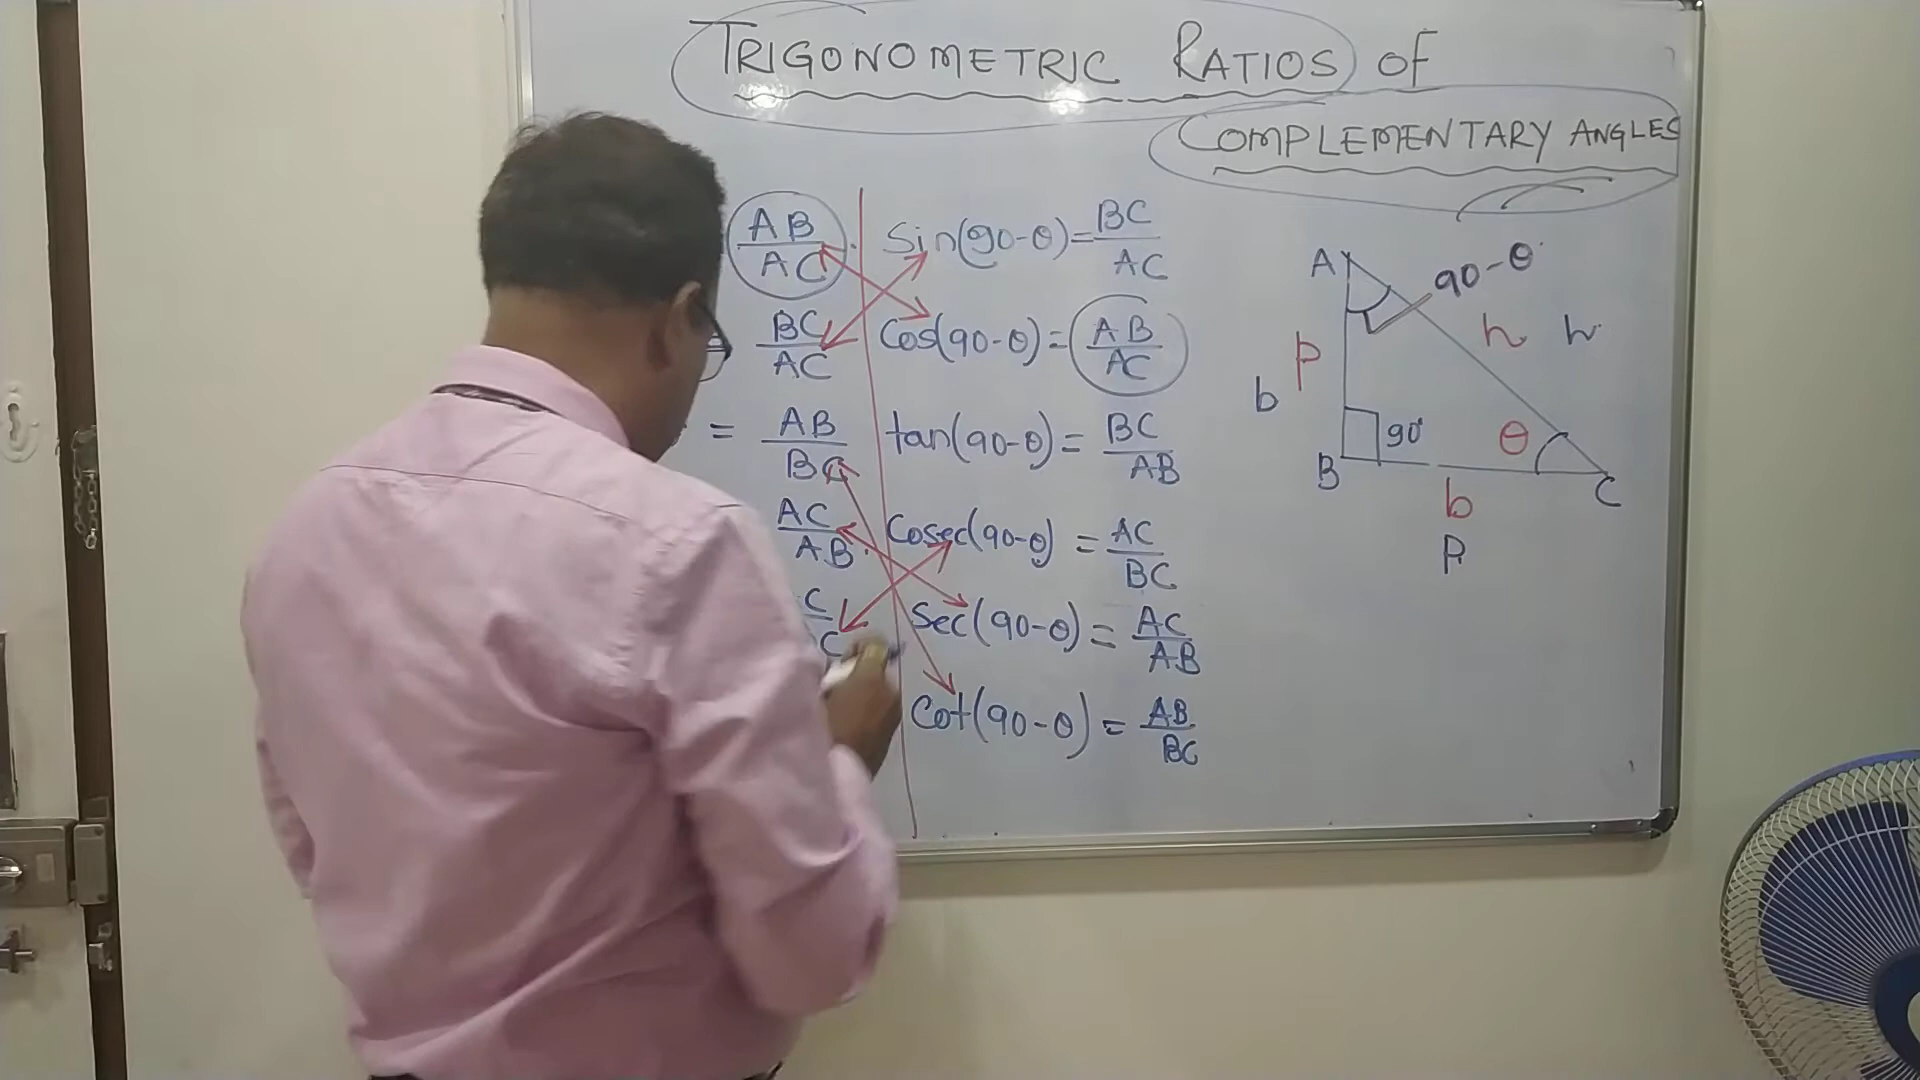 TRIGONOMETRIC RATIOS OF
COMPLEMENTARY ANGLES
AB/AC Sin(90-θ)=BC/AC
BC/AC Cos(90-θ)=AB/AC
= AB/BC tan(90-θ)=BC/AB
AC/AB Cosec(90-θ)=AC/BC
C/C Sec(90-θ)=AC/AB
Cot(90-θ)=AB/BC
A 90-θ
p h h
b
90° θ
B b C
p